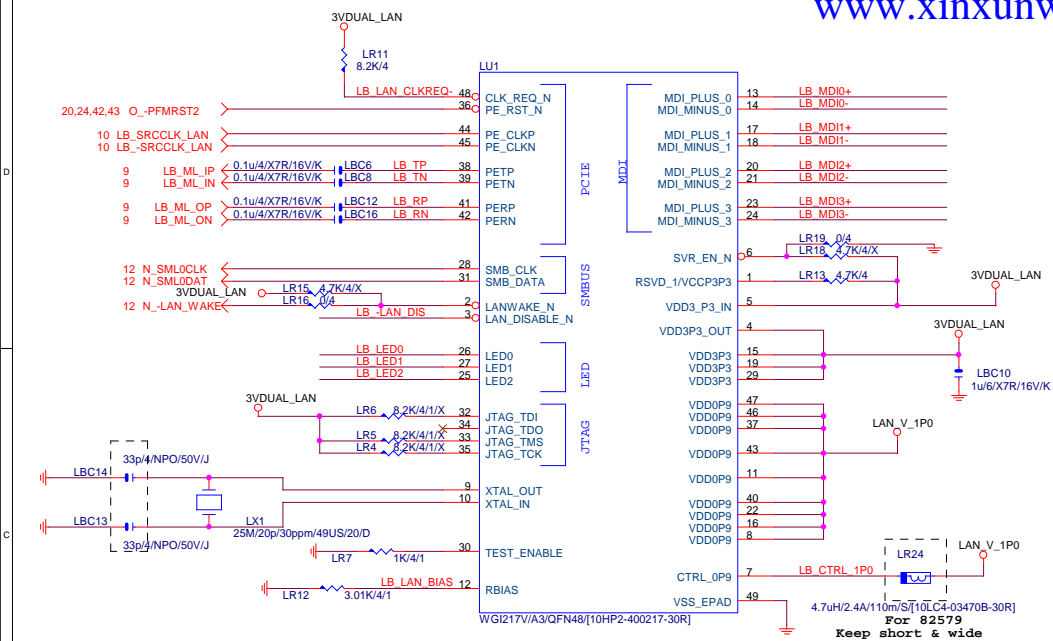 www.xinxunw
3VDUAL_LAN
LR11
8.2K/4
LU1
LB_LAN_CLKREQ-
48
CLK_REQ_N
20,24,42,43 O_-PFMRST2
36
PE_RST_N
10 LB_SRCCLK_LAN
44
PE_CLKP
10 LB_-SRCCLK_LAN
45
PE_CLKN
9 LB_ML_IP
0.1u/4/X7R/16V/K
LBC6
LB_TP
38
PETP
9 LB_ML_IN
0.1u/4/X7R/16V/K
LBC8
LB_TN
39
PETN
9 LB_ML_OP
0.1u/4/X7R/16V/K
LBC12
LB_RP
41
PERP
9 LB_ML_ON
0.1u/4/X7R/16V/K
LBC16
LB_RN
42
PERN
PCIE
12 N_SML0CLK
28
SMB_CLK
12 N_SML0DAT
31
SMB_DATA
SMBUS
3VDUAL_LAN
LR15
4.7K/4/X
12 N_-LAN_WAKE
LR16
0/4
2
LANWAKE_N
LB_-LAN_DIS
3
LAN_DISABLE_N
LB_LED0
26
LED0
LB_LED1
27
LED1
LB_LED2
25
LED2
LED
3VDUAL_LAN
LR6
8.2K/4/1/X
32
JTAG_TDI
34
JTAG_TDO
LR5
8.2K/4/1/X
33
JTAG_TMS
LR4
8.2K/4/1/X
35
JTAG_TCK
JTAG
LBC14
33p/4/NPO/50V/J
9
XTAL_OUT
10
XTAL_IN
LBC13
33p/4/NPO/50V/J
LX1
25M/20p/30ppm/49US/20/D
LR7
1K/4/1
30
TEST_ENABLE
LR12
3.01K/4/1
LB_LAN_BIAS
12
RBIAS
WGI217V/A3/QFN48/[10HP2-400217-30R]
MDI
MDI_PLUS_0
13
LB_MDI0+
MDI_MINUS_0
14
LB_MDI0-
MDI_PLUS_1
17
LB_MDI1+
MDI_MINUS_1
18
LB_MDI1-
MDI_PLUS_2
20
LB_MDI2+
MDI_MINUS_2
21
LB_MDI2-
MDI_PLUS_3
23
LB_MDI3+
MDI_MINUS_3
24
LB_MDI3-
SVR_EN_N
6
LR19
0/4
LR18
4.7K/4/X
RSVD_1/VCCP3P3
1
LR13
4.7K/4
3VDUAL_LAN
VDD3_P3_IN
5
VDD3P3_OUT
4
3VDUAL_LAN
VDD3P3
15
VDD3P3
19
VDD3P3
29
LBC10
1u/6/X7R/16V/K
VDD0P9
47
VDD0P9
46
VDD0P9
37
VDD0P9
43
LAN_V_1P0
VDD0P9
11
VDD0P9
40
VDD0P9
22
VDD0P9
16
VDD0P9
8
CTRL_0P9
7
LB_CTRL_1P0
LR24
LAN_V_1P0
VSS_EPAD
49
4.7uH/2.4A/110m/S/[10LC4-03470B-30R]
For 82579
Keep short & wide
D
C